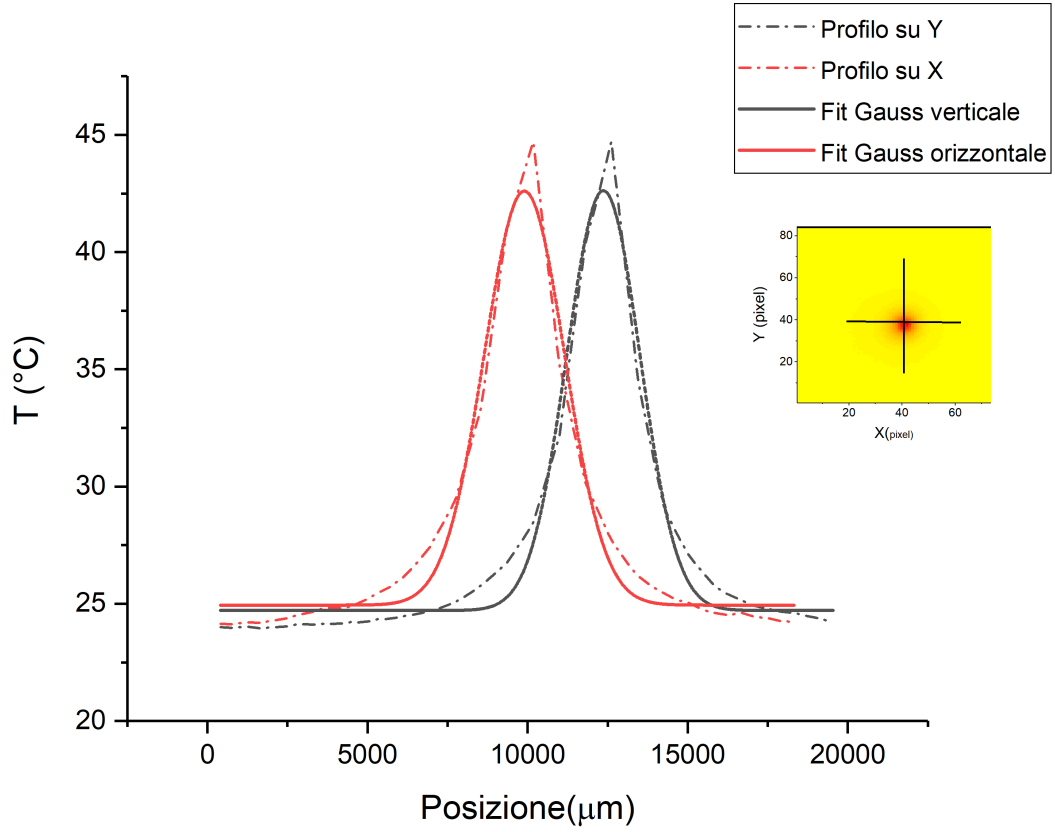 Profilo su Y
Profilo su X
Fit Gauss verticale
Fit Gauss orizzontale
45
40
35
30
25
20
T (°C)
0 5000 10000 15000 20000
Posizione(μm)
80
60
40
20
Y (pixel)
20 40 60
X(pixel)